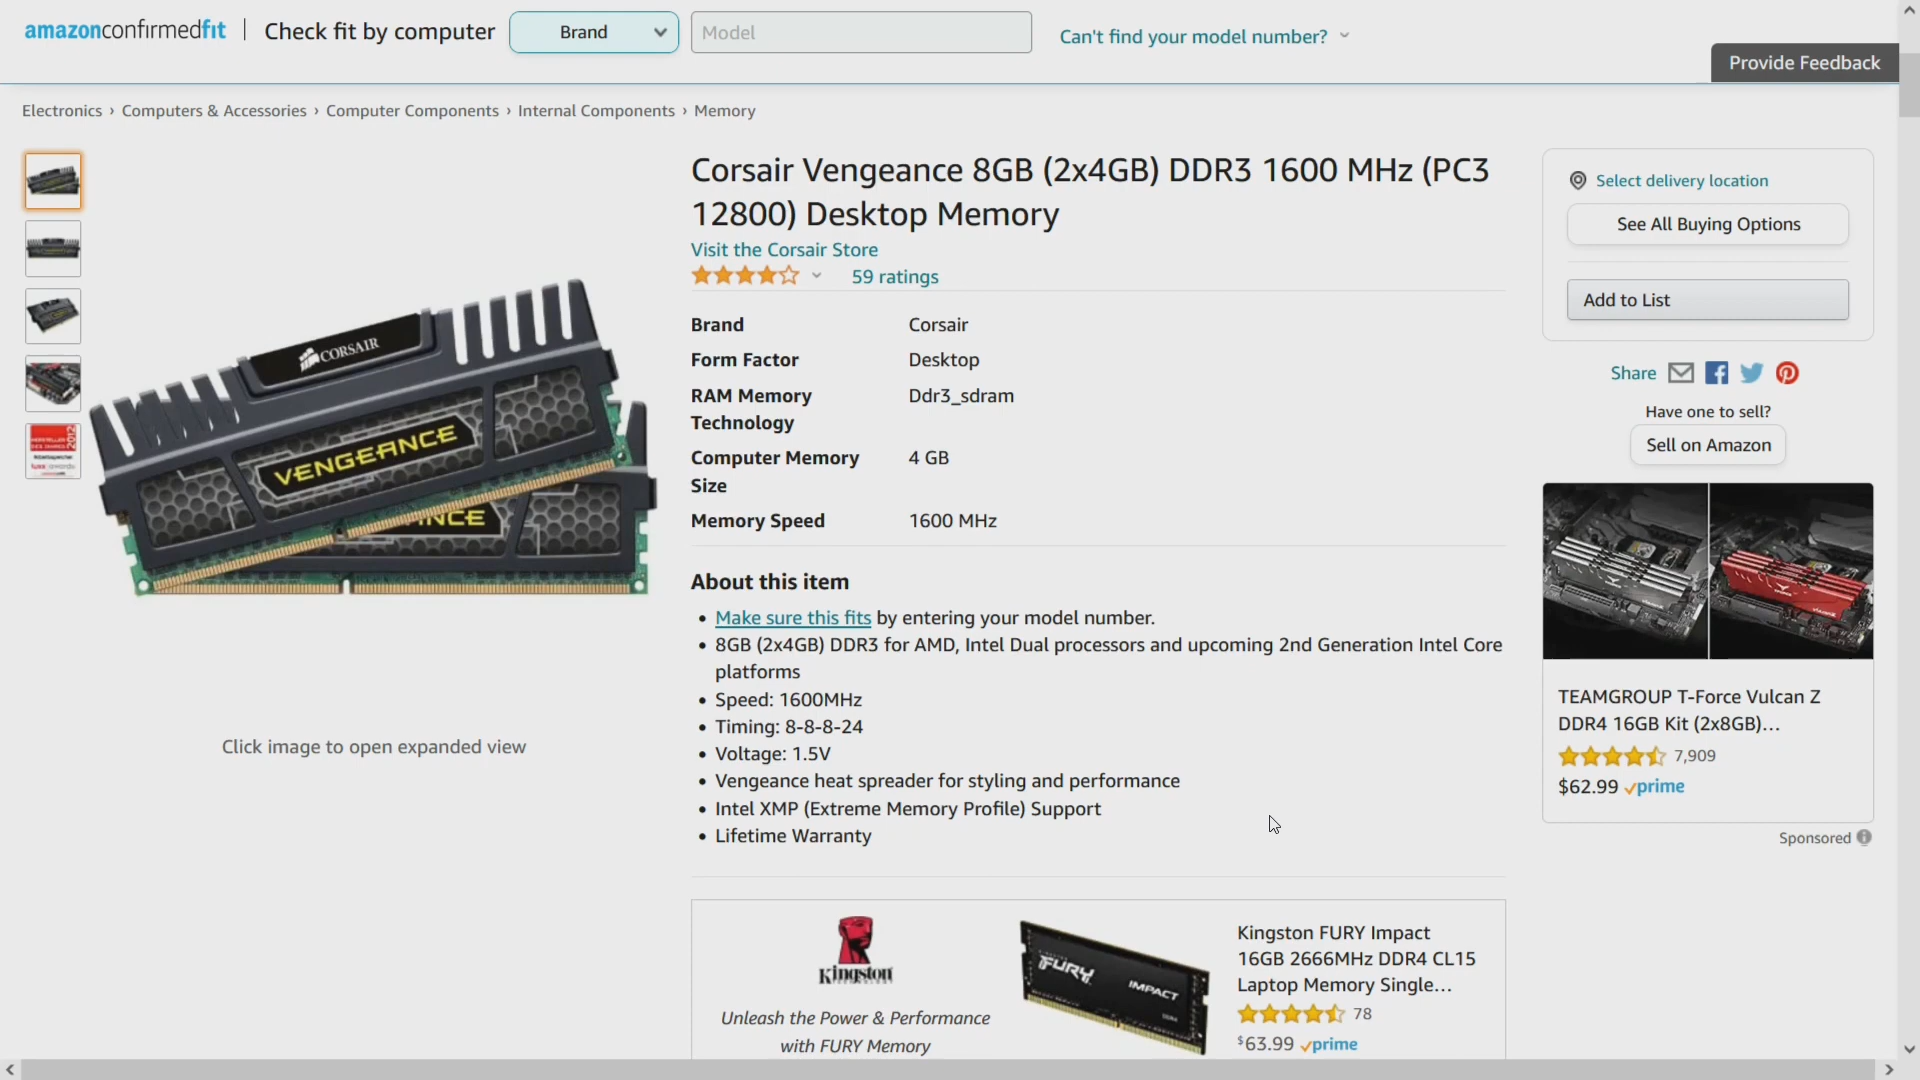 amazonconfirmedfit
Check fit by computer
Brand
Model
Can't find your model number?
Provide Feedback
Electronics › Computers & Accessories › Computer Components › Internal Components › Memory
Corsair Vengeance 8GB (2x4GB) DDR3 1600 MHz (PC3
12800) Desktop Memory
Visit the Corsair Store
59 ratings
Brand Corsair
Form Factor Desktop
RAM Memory Ddr3_sdram
Technology
Computer Memory 4 GB
Size
Memory Speed 1600 MHz
About this item
• Make sure this fits by entering your model number.
• 8GB (2x4GB) DDR3 for AMD, Intel Dual processors and upcoming 2nd Generation Intel Core
platforms
• Speed: 1600MHz
• Timing: 8-8-8-24
• Voltage: 1.5V
• Vengeance heat spreader for styling and performance
• Intel XMP (Extreme Memory Profile) Support
• Lifetime Warranty
CORSAIR
VENGEANCE
ANCE
Click image to open expanded view
Select delivery location
See All Buying Options
Add to List
Share
Have one to sell?
Sell on Amazon
TEAMGROUP T-Force Vulcan Z
DDR4 16GB Kit (2x8GB)...
7,909
$62.99 prime
Sponsored
Kingston
Unleash the Power & Performance
with FURY Memory
FURY
IMPACT
Kingston FURY Impact
16GB 2666MHz DDR4 CL15
Laptop Memory Single...
78
$63.99 prime